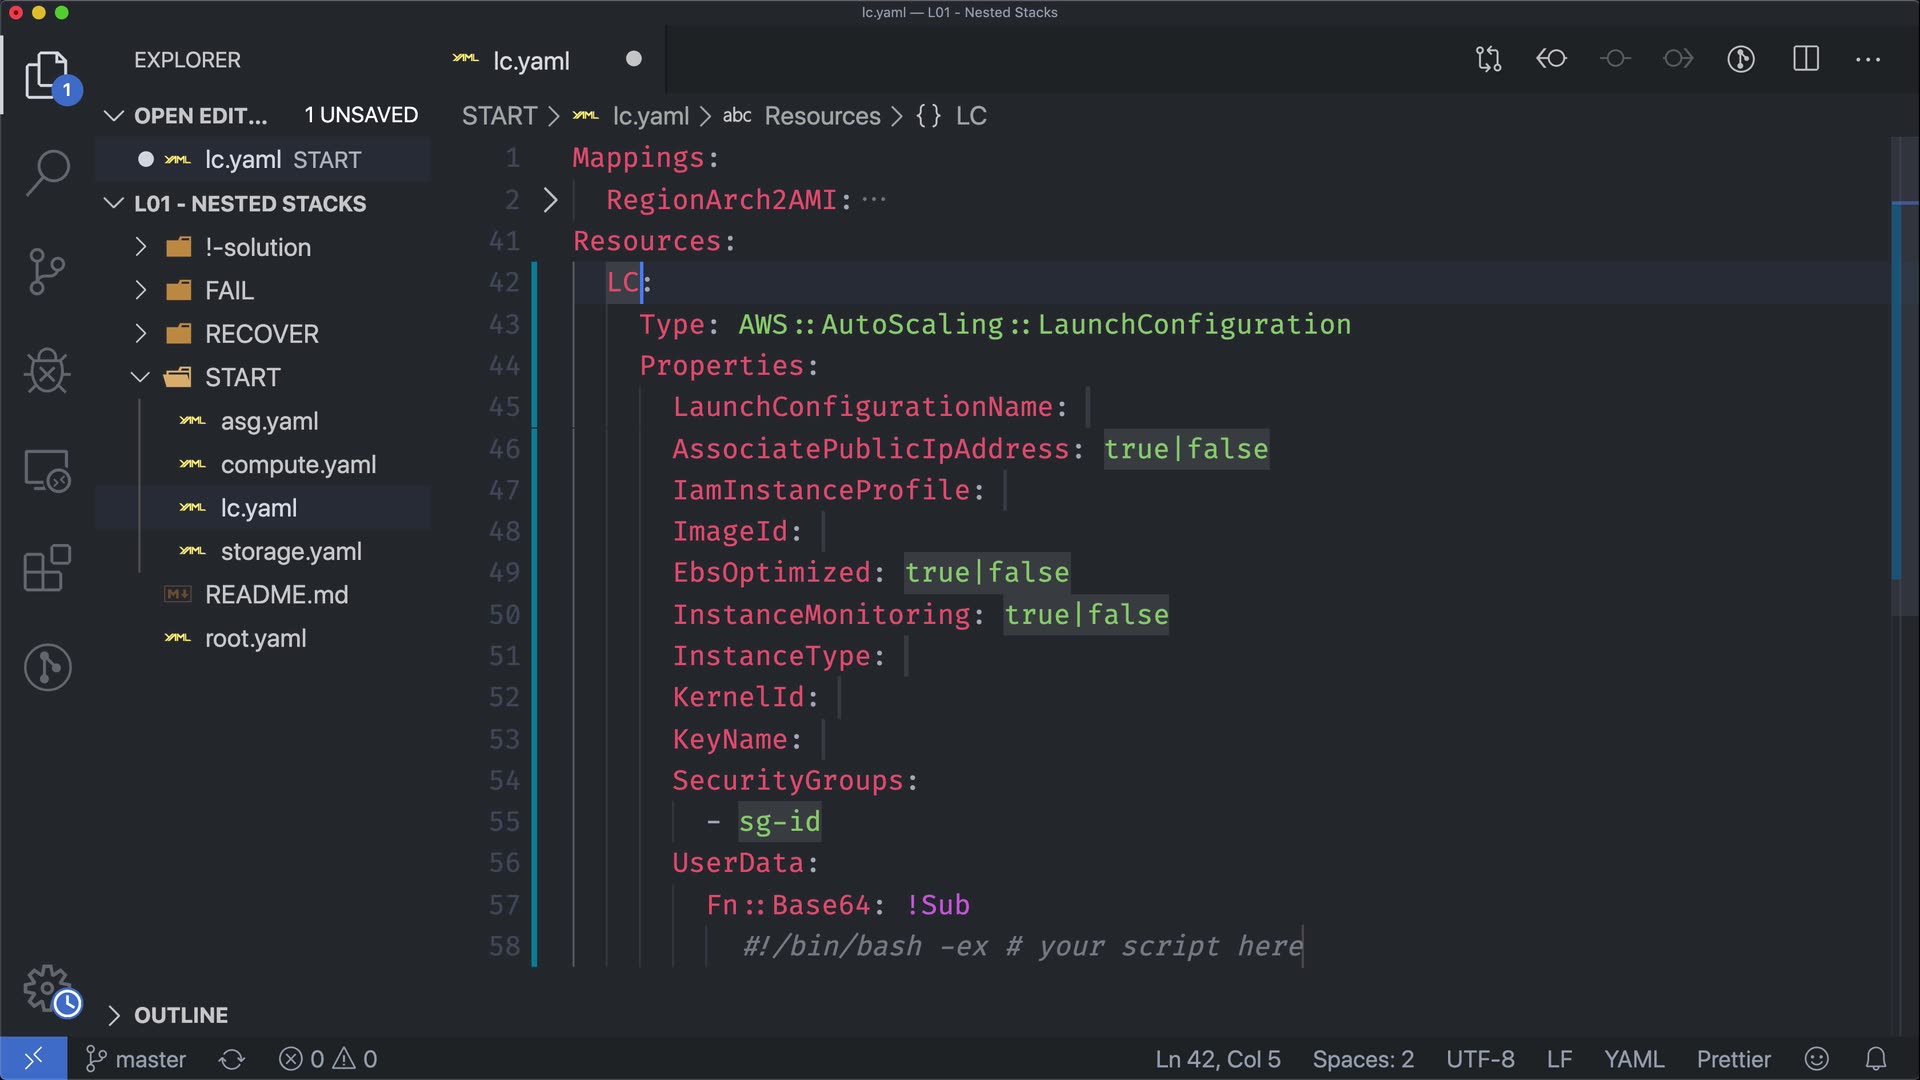 lc.yaml — L01 - Nested Stacks
EXPLORER
1
OPEN EDIT... 1 UNSAVED
lc.yaml START
L01 - NESTED STACKS
!-solution
FAIL
RECOVER
START
asg.yaml
compute.yaml
lc.yaml
storage.yaml
README.md
root.yaml
OUTLINE
lc.yaml
START > lc.yaml > abc Resources > {} LC
1 Mappings:
2 RegionArch2AMI: ...
41 Resources:
42 LC:
43 Type: AWS::AutoScaling::LaunchConfiguration
44 Properties:
45 LaunchConfigurationName:
46 AssociatePublicIpAddress: true|false
47 IamInstanceProfile:
48 ImageId:
49 EbsOptimized: true|false
50 InstanceMonitoring: true|false
51 InstanceType:
52 KernelId:
53 KeyName:
54 SecurityGroups:
55 - sg-id
56 UserData:
57 Fn::Base64: !Sub
58 #!/bin/bash -ex # your script here
master 0 0 Ln 42, Col 5 Spaces: 2 UTF-8 LF YAML Prettier